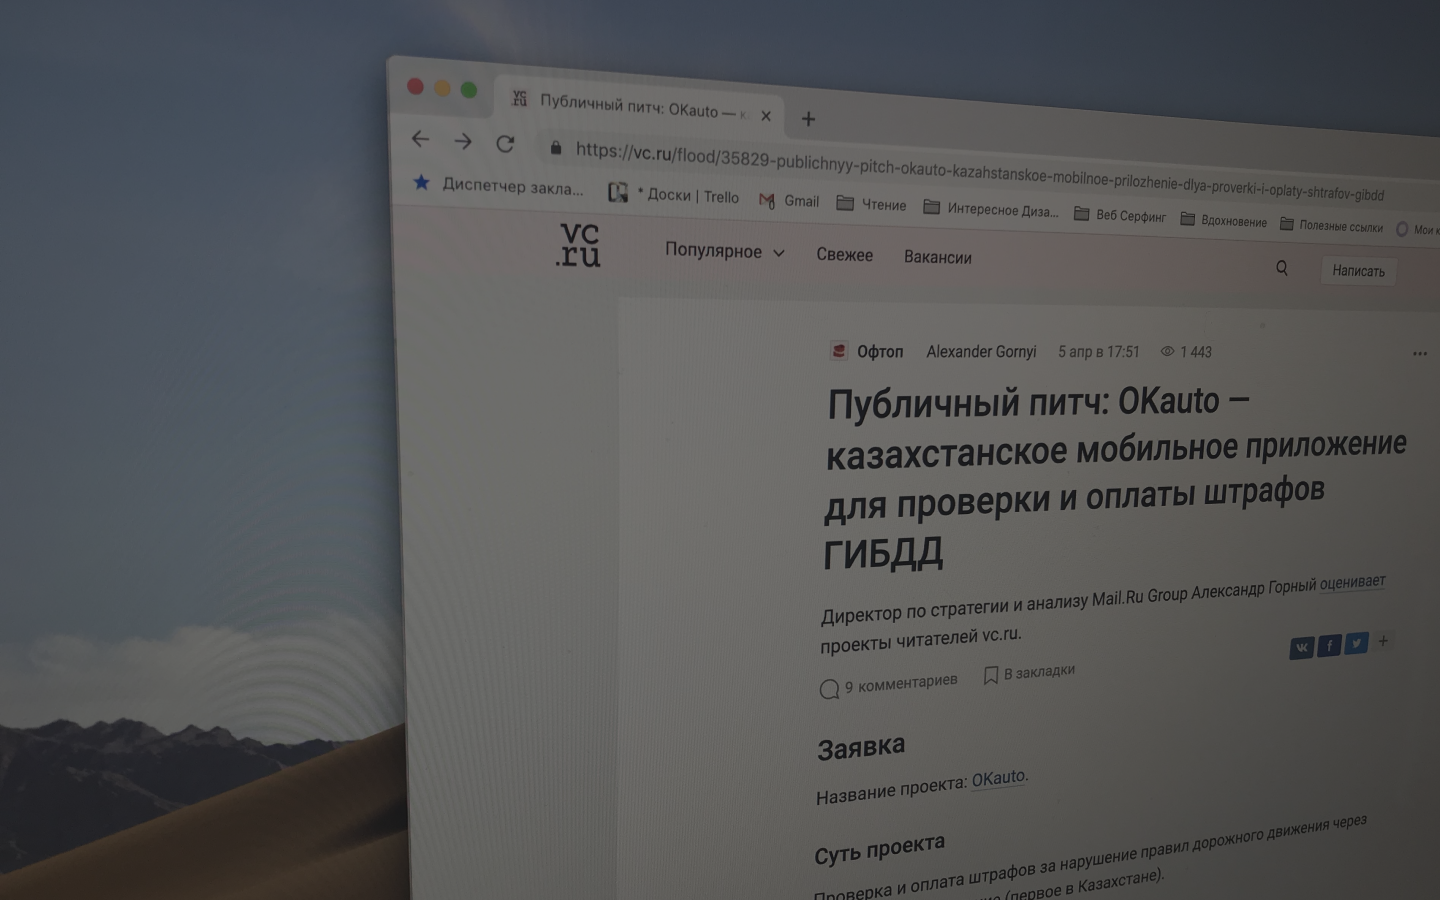 Публичный питч: OKauto —
https://vc.ru/flood/35829-publichnyy-pitch-okauto-kazahstanskoe-mobilnoe-prilozhenie-dlya-proverki-i-oplaty-shtrafov-gibdd
Диспетчер закла... * Доски | Trello Gmail Чтение Интересное Диза... Веб Серфинг Вдохновение Полезные ссылки Мои
vc
.ru
Популярное Свежее Вакансии Написать
Офтоп Alexander Gornyi 5 апр в 17:51 1 443
Публичный питч: OKauto —
казахстанское мобильное приложение
для проверки и оплаты штрафов
ГИБДД
Директор по стратегии и анализу Mail.Ru Group Александр Горный оценивает
проекты читателей vc.ru.
9 комментариев В закладки
Заявка
Название проекта: OKauto.
Суть проекта
Проверка и оплата штрафов за нарушение правил дорожного движения через
(первое в Казахстане).